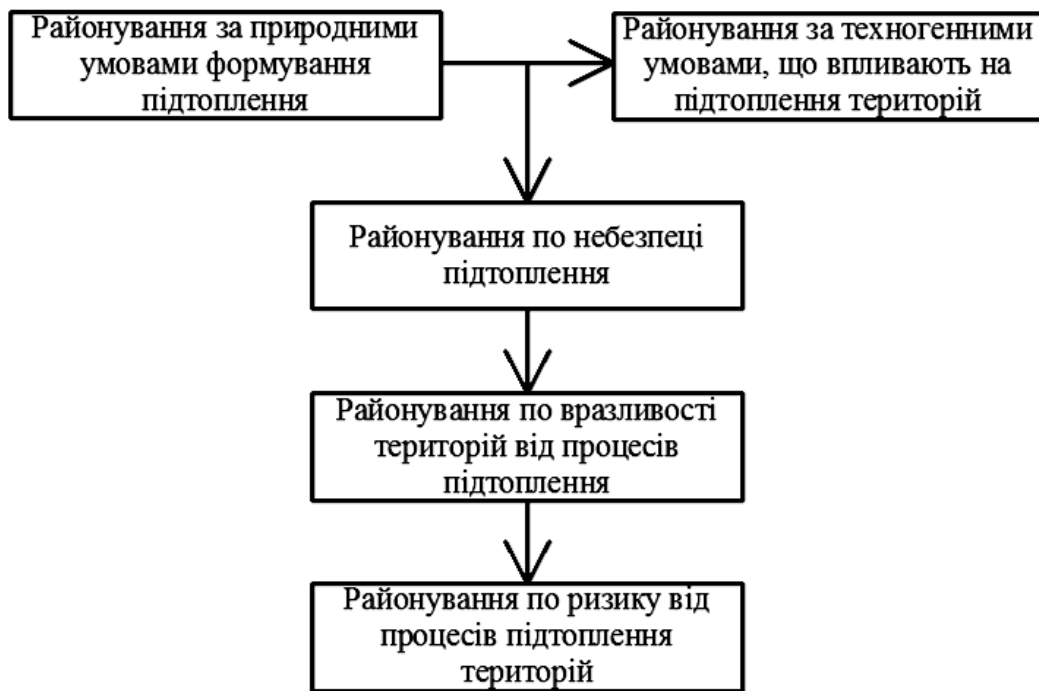 Районування за природними
умовами формування
підтоплення
Районування за техногенними
умовами, що впливають на
підтоплення територій
Районування по небезпеці
підтоплення
Районування по вразливості
територій від процесів
підтоплення
Районування по ризику від
процесів підтоплення
територій